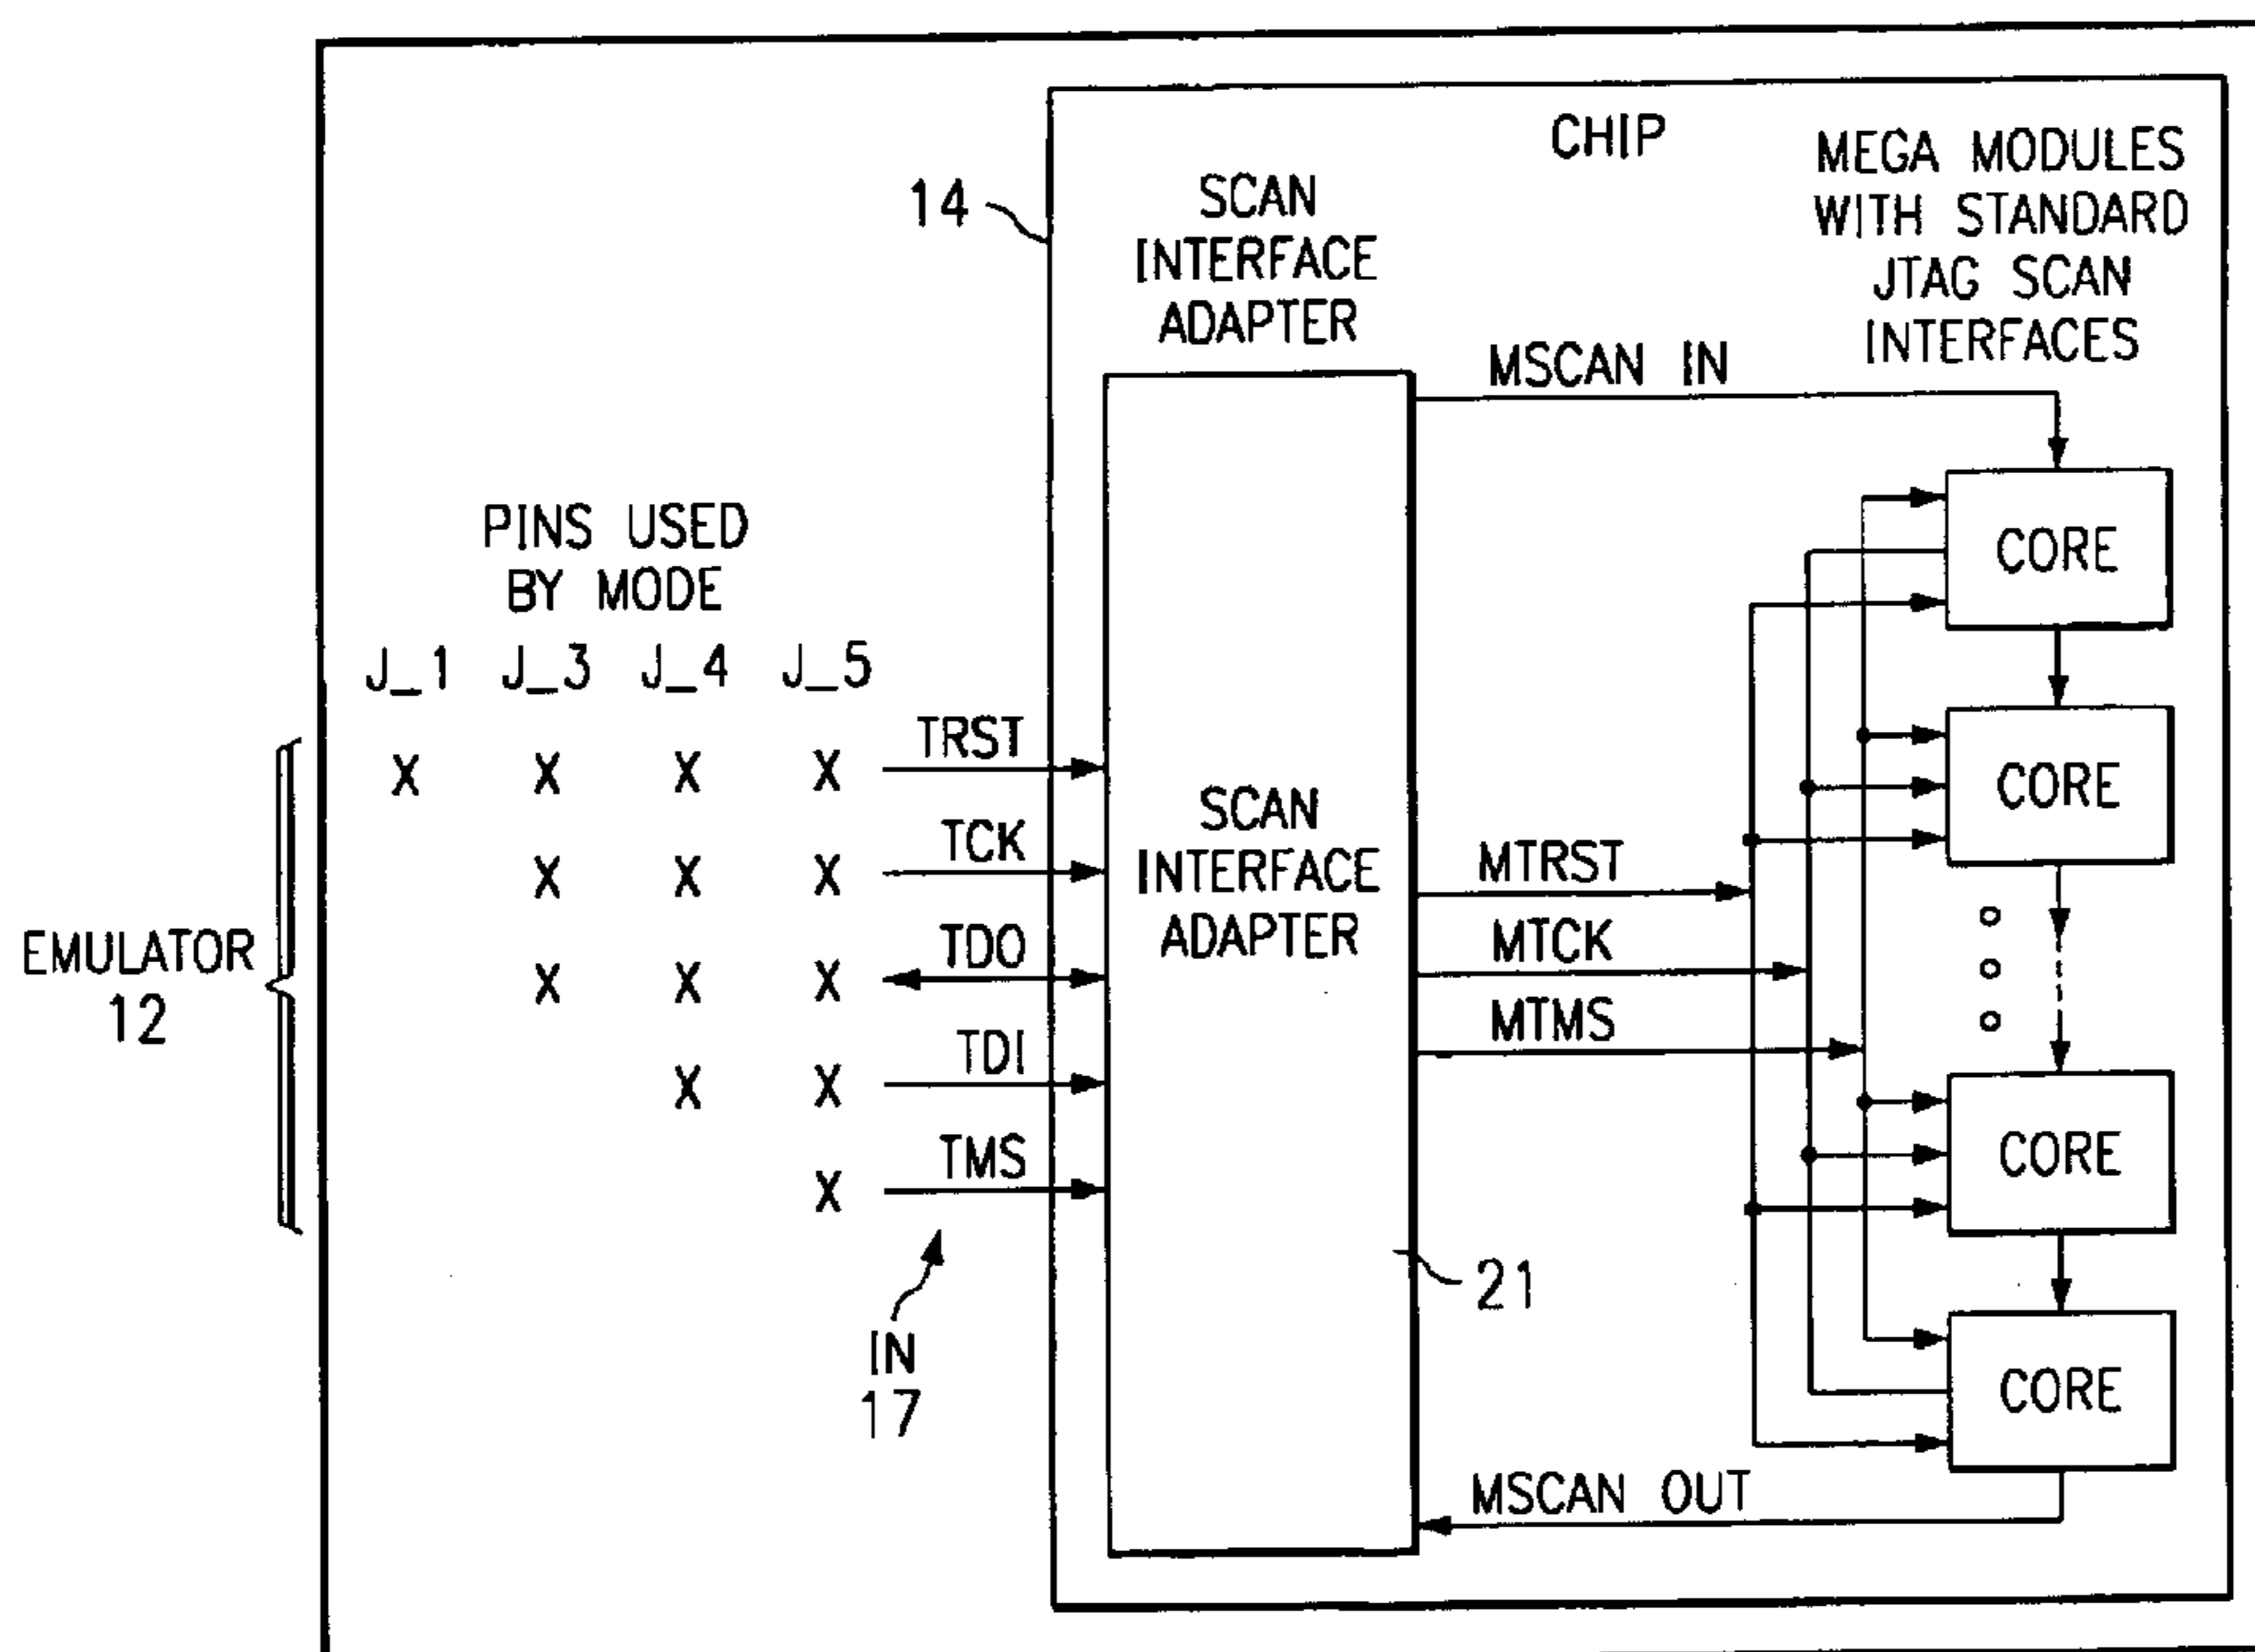 CHIP
MEGA MODULES
WITH STANDARD
JTAG SCAN
INTERFACES
14
SCAN
INTERFACE
ADAPTER
MSCAN IN
PINS USED
BY MODE
J_1 J_3 J_4 J_5
X X X X TRST
X X X TCK
X X X TDO
X X TDI
X TMS
EMULATOR
12
IN
17
SCAN
INTERFACE
ADAPTER
21
MTRST
MTCK
MTMS
CORE
CORE
CORE
CORE
MSCAN OUT